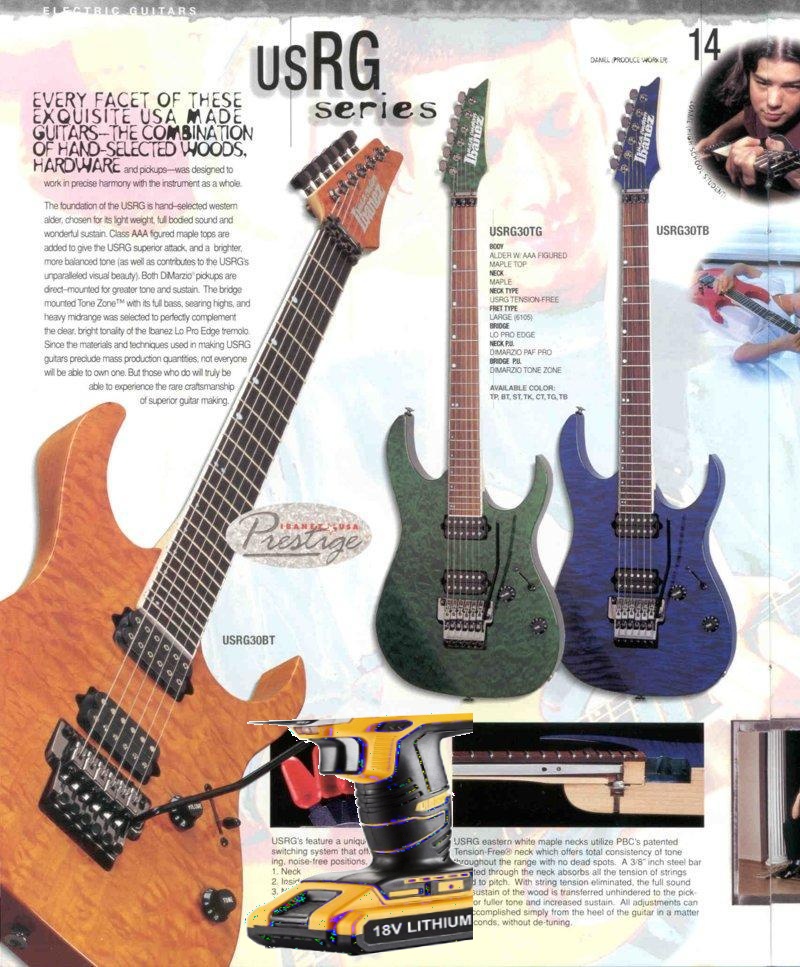 ELECTRIC GUITARS
usRG
series
14
DANIEL (PRODUCE WORKER)
EVERY FACET OF THESE
EXQUISITE USA MADE
GUITARS—THE COMBINATION
OF HAND-SELECTED WOODS,
HARDWARE and pickups—was designed to
work in precise harmony with the instrument as a whole.
The foundation of the USRG is hand–selected western
alder, chosen for its light weight, full bodied sound and
wonderful sustain. Class AAA figured maple tops are
added to give the USRG superior attack, and a brighter,
more balanced tone (as well as contributes to the USRG's
unparalleled visual beauty). Both DiMarzio® pickups are
direct–mounted for greater tone and sustain. The bridge
mounted Tone Zone™ with its full bass, searing highs, and
heavy midrange was selected to perfectly complement
the clear, bright tonality of the Ibanez Lo Pro Edge tremolo.
Since the materials and techniques used in making USRG
guitars preclude mass production quantities, not everyone
will be able to own one. But those who do will truly be
able to experience the rare craftsmanship
of superior guitar making.
Ibanez
Ibanez
Ibanez
USRG30TG
BODY
ALDER W/ AAA FIGURED
MAPLE TOP
NECK
MAPLE
NECK TYPE
USRG TENSION-FREE
FRET TYPE
LARGE (6105)
BRIDGE
LO PRO EDGE
NECK P.U.
DIMARZIO PAF PRO
BRIDGE P.U.
DIMARZIO TONE ZONE
AVAILABLE COLOR:
TP, BT, ST, TK, CT, TG, TB
USRG30TB
IBANEZ USA
Prestige
USRG30BT
VOLUME
TONE
USRG's feature a uniqu
switching system that off
ing, noise-free positions.
1. Neck
2. Inside
3.
18V LITHIUM
USRG eastern white maple necks utilize PBC's patented
Tension-Free® neck which offers total consistency of tone
throughout the range with no dead spots. A 3/8" inch steel bar
ted through the neck absorbs all the tension of strings
d to pitch. With string tension eliminated, the full sound
ustain of the wood is transferred unhindered to the pick-
or fuller tone and increased sustain. All adjustments can
ccomplished simply from the heel of the guitar in a matter
conds, without de-tuning.